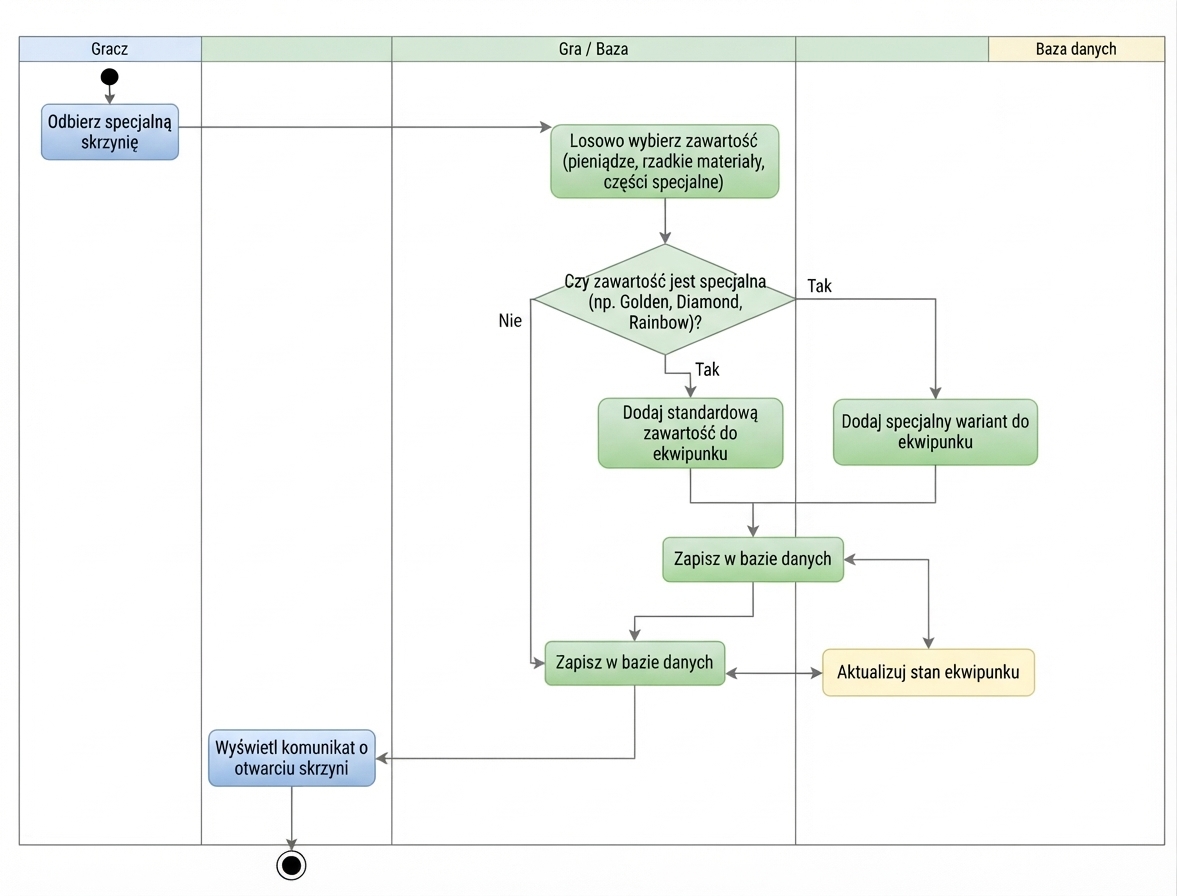 Gracz
Gra / Baza
Baza danych
Odbierz specjalną
skrzynię
Losowo wybierz zawartość
(pieniądze, rzadkie materiały,
części specjalne)
Czy zawartość jest specjalna
(np. Golden, Diamond,
Rainbow)?
Tak
Nie
Tak
Dodaj standardową
zawartość do
ekwipunku
Dodaj specjalny wariant do
ekwipunku
Zapisz w bazie danych
Zapisz w bazie danych
Aktualizuj stan ekwipunku
Wyświetl komunikat o
otwarciu skrzyni